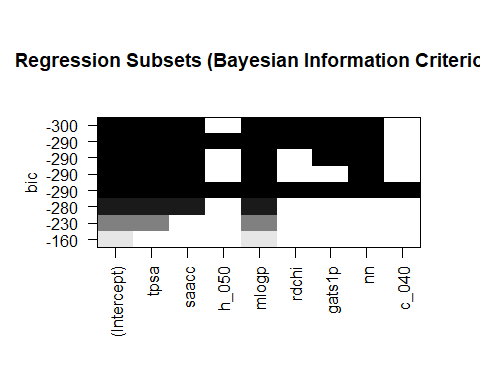 Regression Subsets (Bayesian Information Criterio
bic
-300
-290
-290
-290
-290
-280
-230
-160
(Intercept)
tpsa
saacc
h_050
mlogp
rdchi
gats1p
nn
c_040